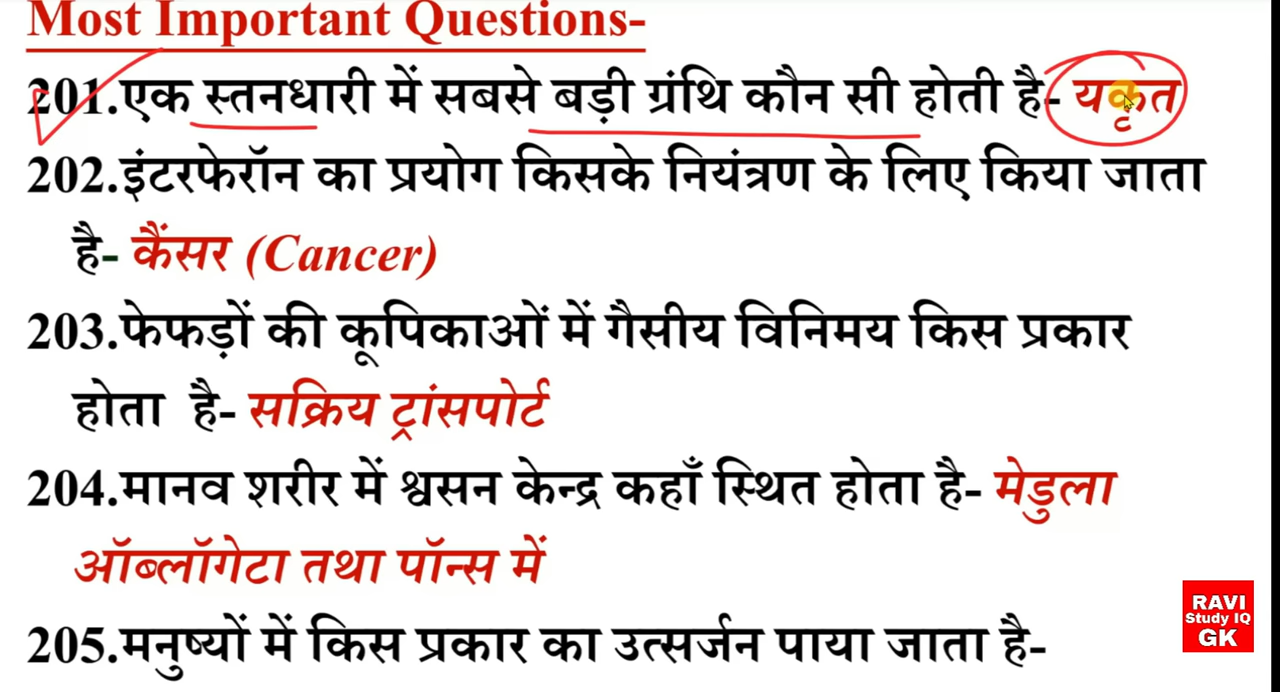 Most Important Questions-
201.एक स्तनधारी में सबसे बड़ी ग्रंथि कौन सी होती है- यकृत
202.इंटरफेरॉन का प्रयोग किसके नियंत्रण के लिए किया जाता
है- कैंसर (Cancer)
203.फेफड़ों की कूपिकाओं में गैसीय विनिमय किस प्रकार
होता है- सक्रिय ट्रांसपोर्ट
204.मानव शरीर में श्वसन केन्द्र कहाँ स्थित होता है- मेडुला
ऑब्लॉगेटा तथा पॉन्स में
205.मनुष्यों में किस प्रकार का उत्सर्जन पाया जाता है-
RAVI
Study IQ
GK